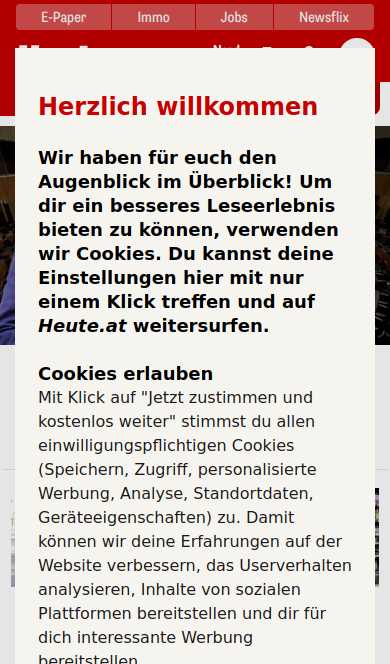 E-Paper Immo Jobs Newsflix
Herzlich willkommen
Wir haben für euch den
Augenblick im Überblick! Um
dir ein besseres Leseerlebnis
bieten zu können, verwenden
wir Cookies. Du kannst deine
Einstellungen hier mit nur
einem Klick treffen und auf
Heute.at weitersurfen.
Cookies erlauben
Mit Klick auf "Jetzt zustimmen und
kostenlos weiter" stimmst du allen
einwilligungspflichtigen Cookies
(Speichern, Zugriff, personalisierte
Werbung, Analyse, Standortdaten,
Geräteeigenschaften) zu. Damit
können wir deine Erfahrungen auf der
Website verbessern, das Userverhalten
analysieren, Inhalte von sozialen
Plattformen bereitstellen und dir für
dich interessante Werbung
bereitstellen